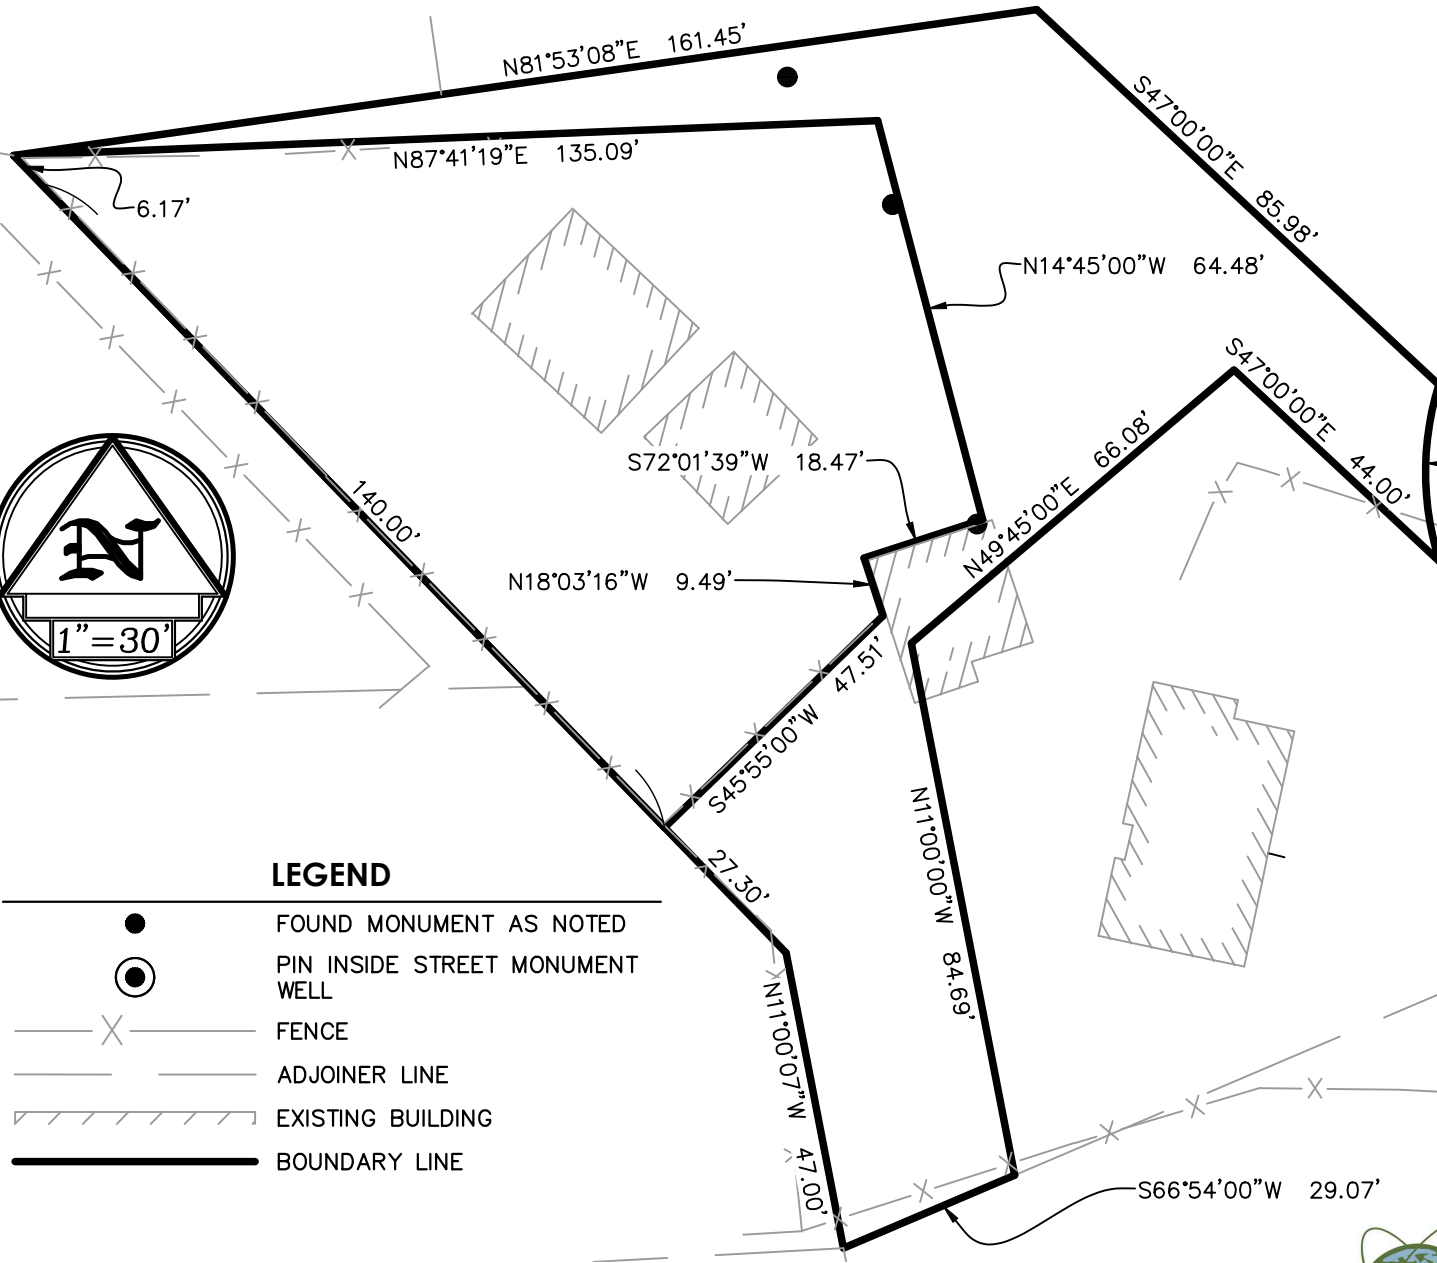 N81°53'08"E 161.45'
S47°00'00"E 85.98'
N87°41'19"E 135.09'
6.17'
N14°45'00"W 64.48'
S47°00'00"E 44.00'
N49°45'00"E 66.08'
S72°01'39"W 18.47'
140.00'
N18°03'16"W 9.49'
N
1"=30'
S45°55'00"W 47.51'
27.30'
N11°00'00"W 84.69'
N11°00'07"W 47.00'
S66°54'00"W 29.07'
LEGEND
FOUND MONUMENT AS NOTED
PIN INSIDE STREET MONUMENT
WELL
FENCE
ADJOINER LINE
EXISTING BUILDING
BOUNDARY LINE